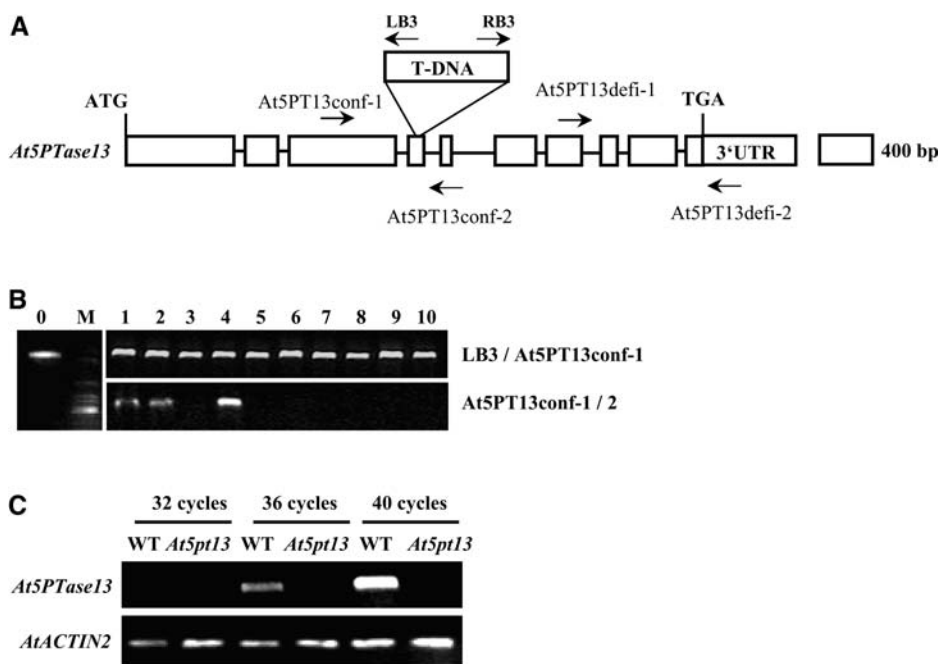 A
LB3 RB3
T-DNA
At5PT13conf-1 At5PT13defi-1
ATG TGA
At5PTase13 3‘UTR 400 bp
At5PT13conf-2 At5PT13defi-2
B
0 M 1 2 3 4 5 6 7 8 9 10
LB3 / At5PT13conf-1
At5PT13conf-1 / 2
C
32 cycles 36 cycles 40 cycles
WT At5pt13 WT At5pt13 WT At5pt13
At5PTase13
AtACTIN2